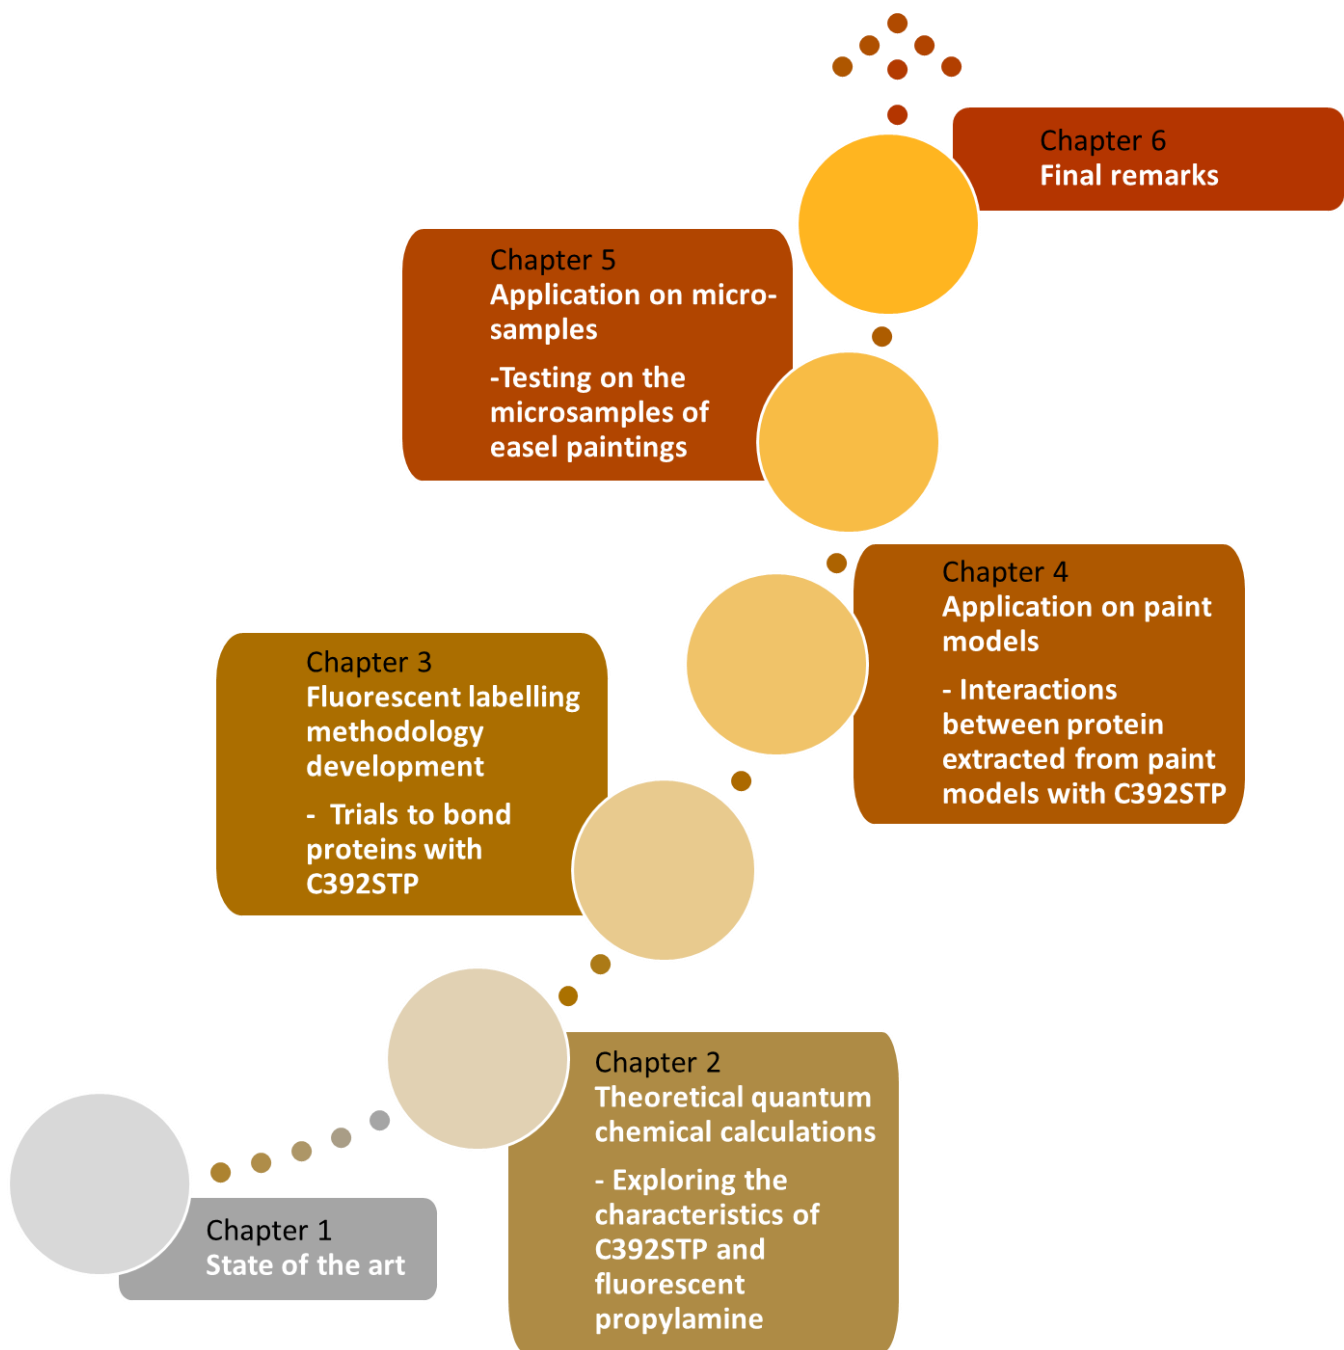 Chapter 6
Final remarks
Chapter 5
Application on micro-
samples
-Testing on the
microsamples of
easel paintings
Chapter 4
Application on paint
models
- Interactions
between protein
extracted from paint
models with C392STP
Chapter 3
Fluorescent labelling
methodology
development
- Trials to bond
proteins with
C392STP
Chapter 2
Theoretical quantum
chemical calculations
- Exploring the
characteristics of
C392STP and
fluorescent
propylamine
Chapter 1
State of the art